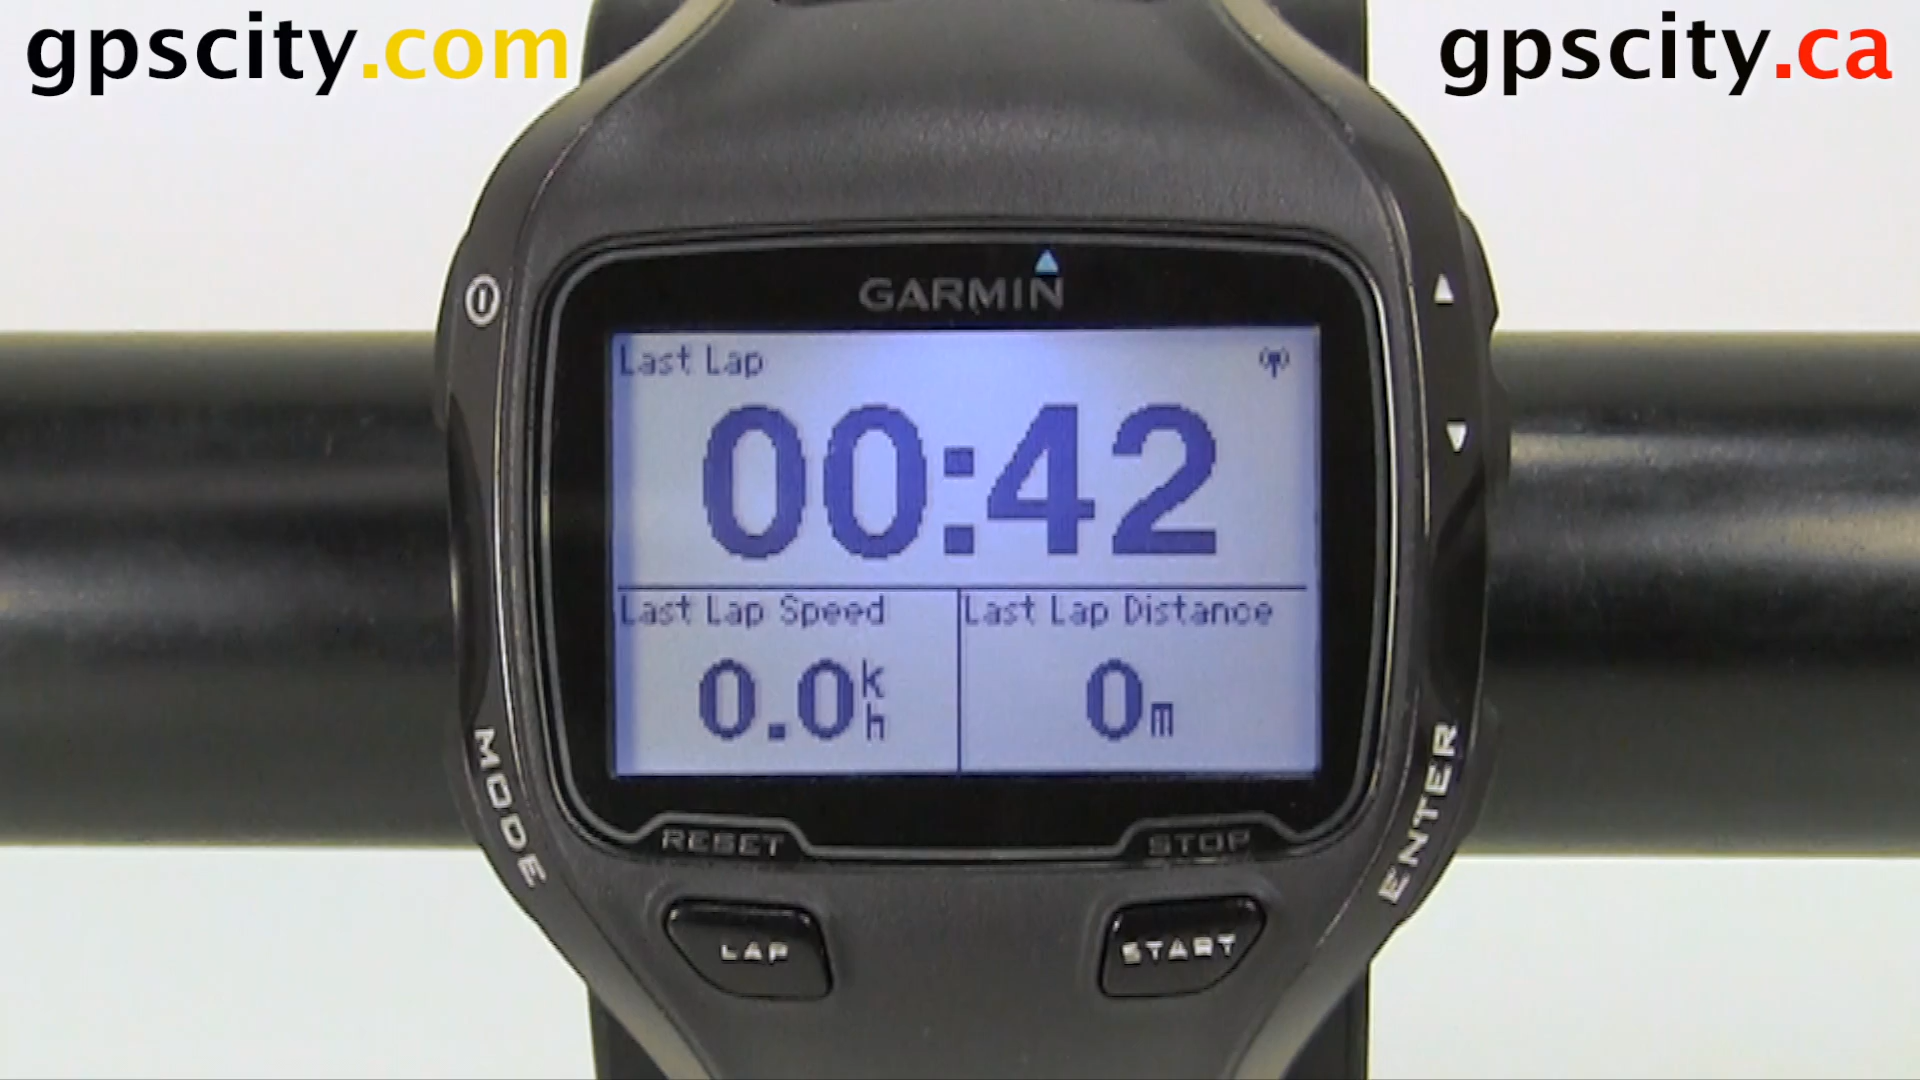 gpscity.com
gpscity.ca
GARMIN
Last Lap
00:42
Last Lap Speed
Last Lap Distance
0.0 k
h
0 m
MODE
RESET
STOP
ENTER
LAP
START